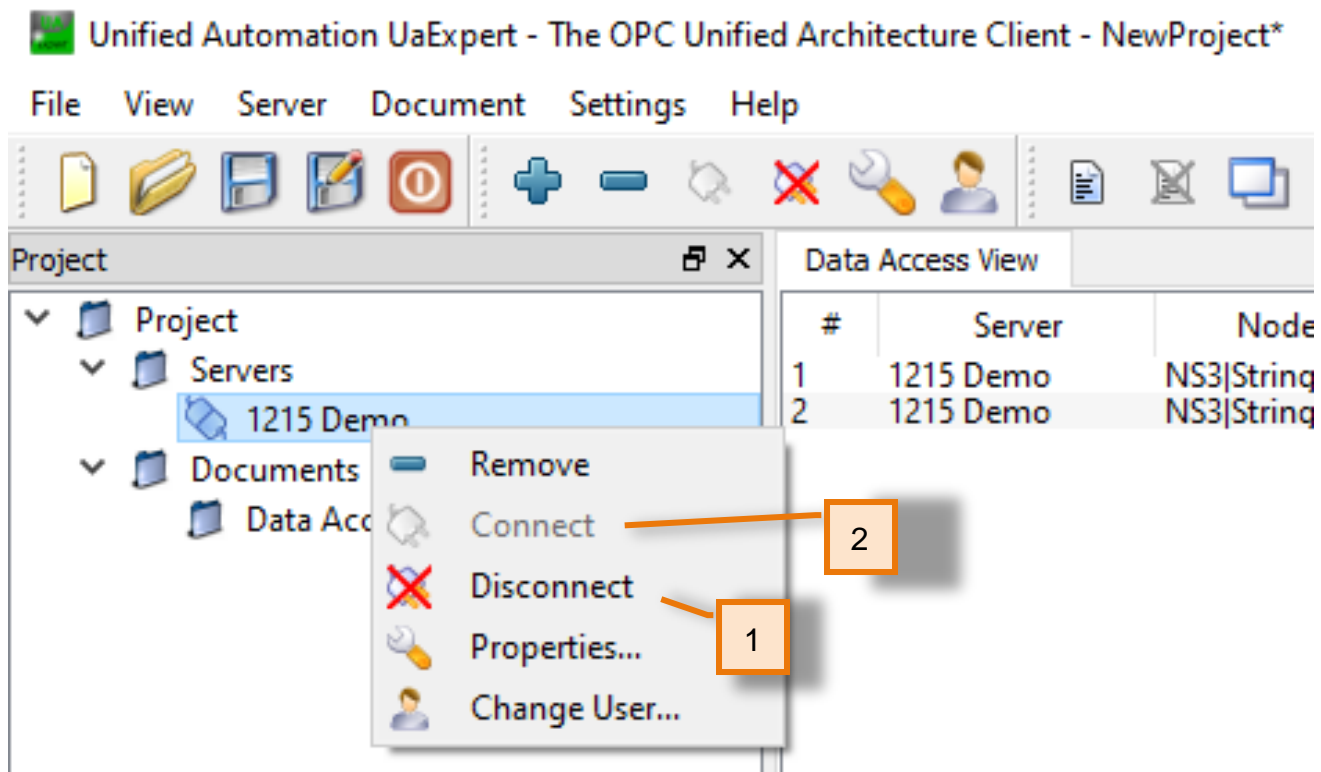 Unified Automation UaExpert - The OPC Unified Architecture Client - NewProject*
File View Server Document Settings Help
Project
Data Access View
Project
Servers
1215 Demo
Documents
Data Acc
# Server Node
1 1215 Demo NS3|String
2 1215 Demo NS3|String
Remove
Connect
Disconnect
Properties...
Change User...
2
1